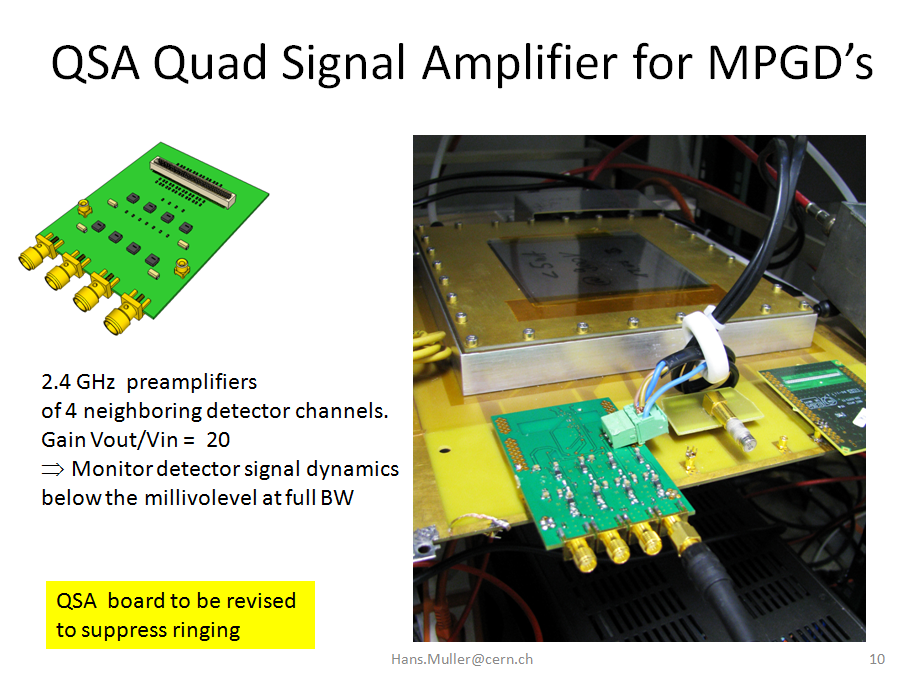 QSA Quad Signal Amplifier for MPGD’s
2.4 GHz preamplifiers
of 4 neighboring detector channels.
Gain Vout/Vin = 20
⇒ Monitor detector signal dynamics
below the millivolevel at full BW
QSA board to be revised
to suppress ringing
Hans.Muller@cern.ch
10